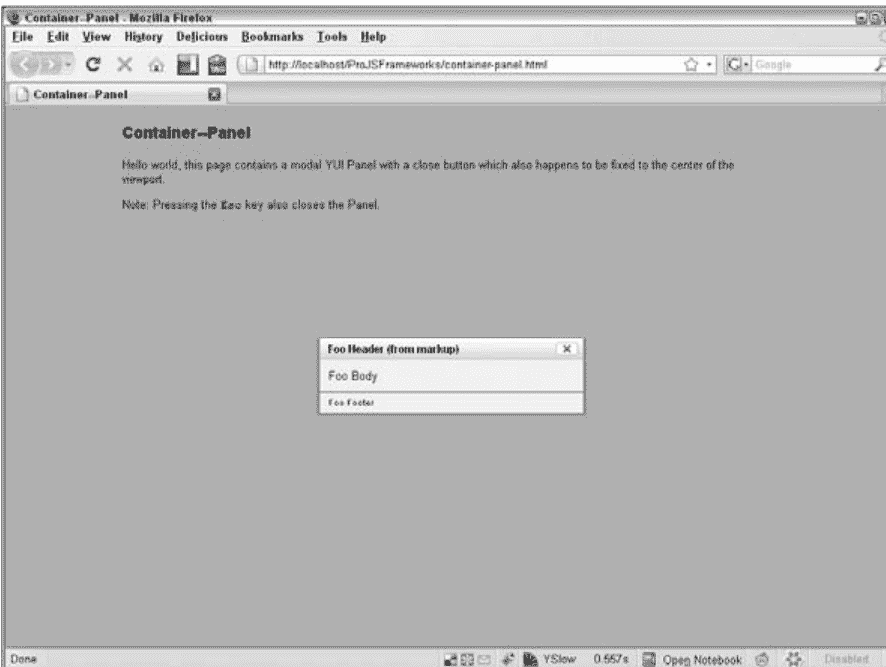 Container--Panel - Mozilla Firefox
File Edit View History Delicious Bookmarks Tools Help
http://localhost/ProJSFrameworks/container-panel.html
G Google
Container--Panel
Container--Panel
Hello world, this page contains a modal YUI Panel with a close button which also happens to be fixed to the center of the
viewport.
Note: Pressing the Esc key also closes the Panel.
Foo Header (from markup)
Foo Body
Foo Footer
Done YSlow 0.557s Open Notebook Disabled